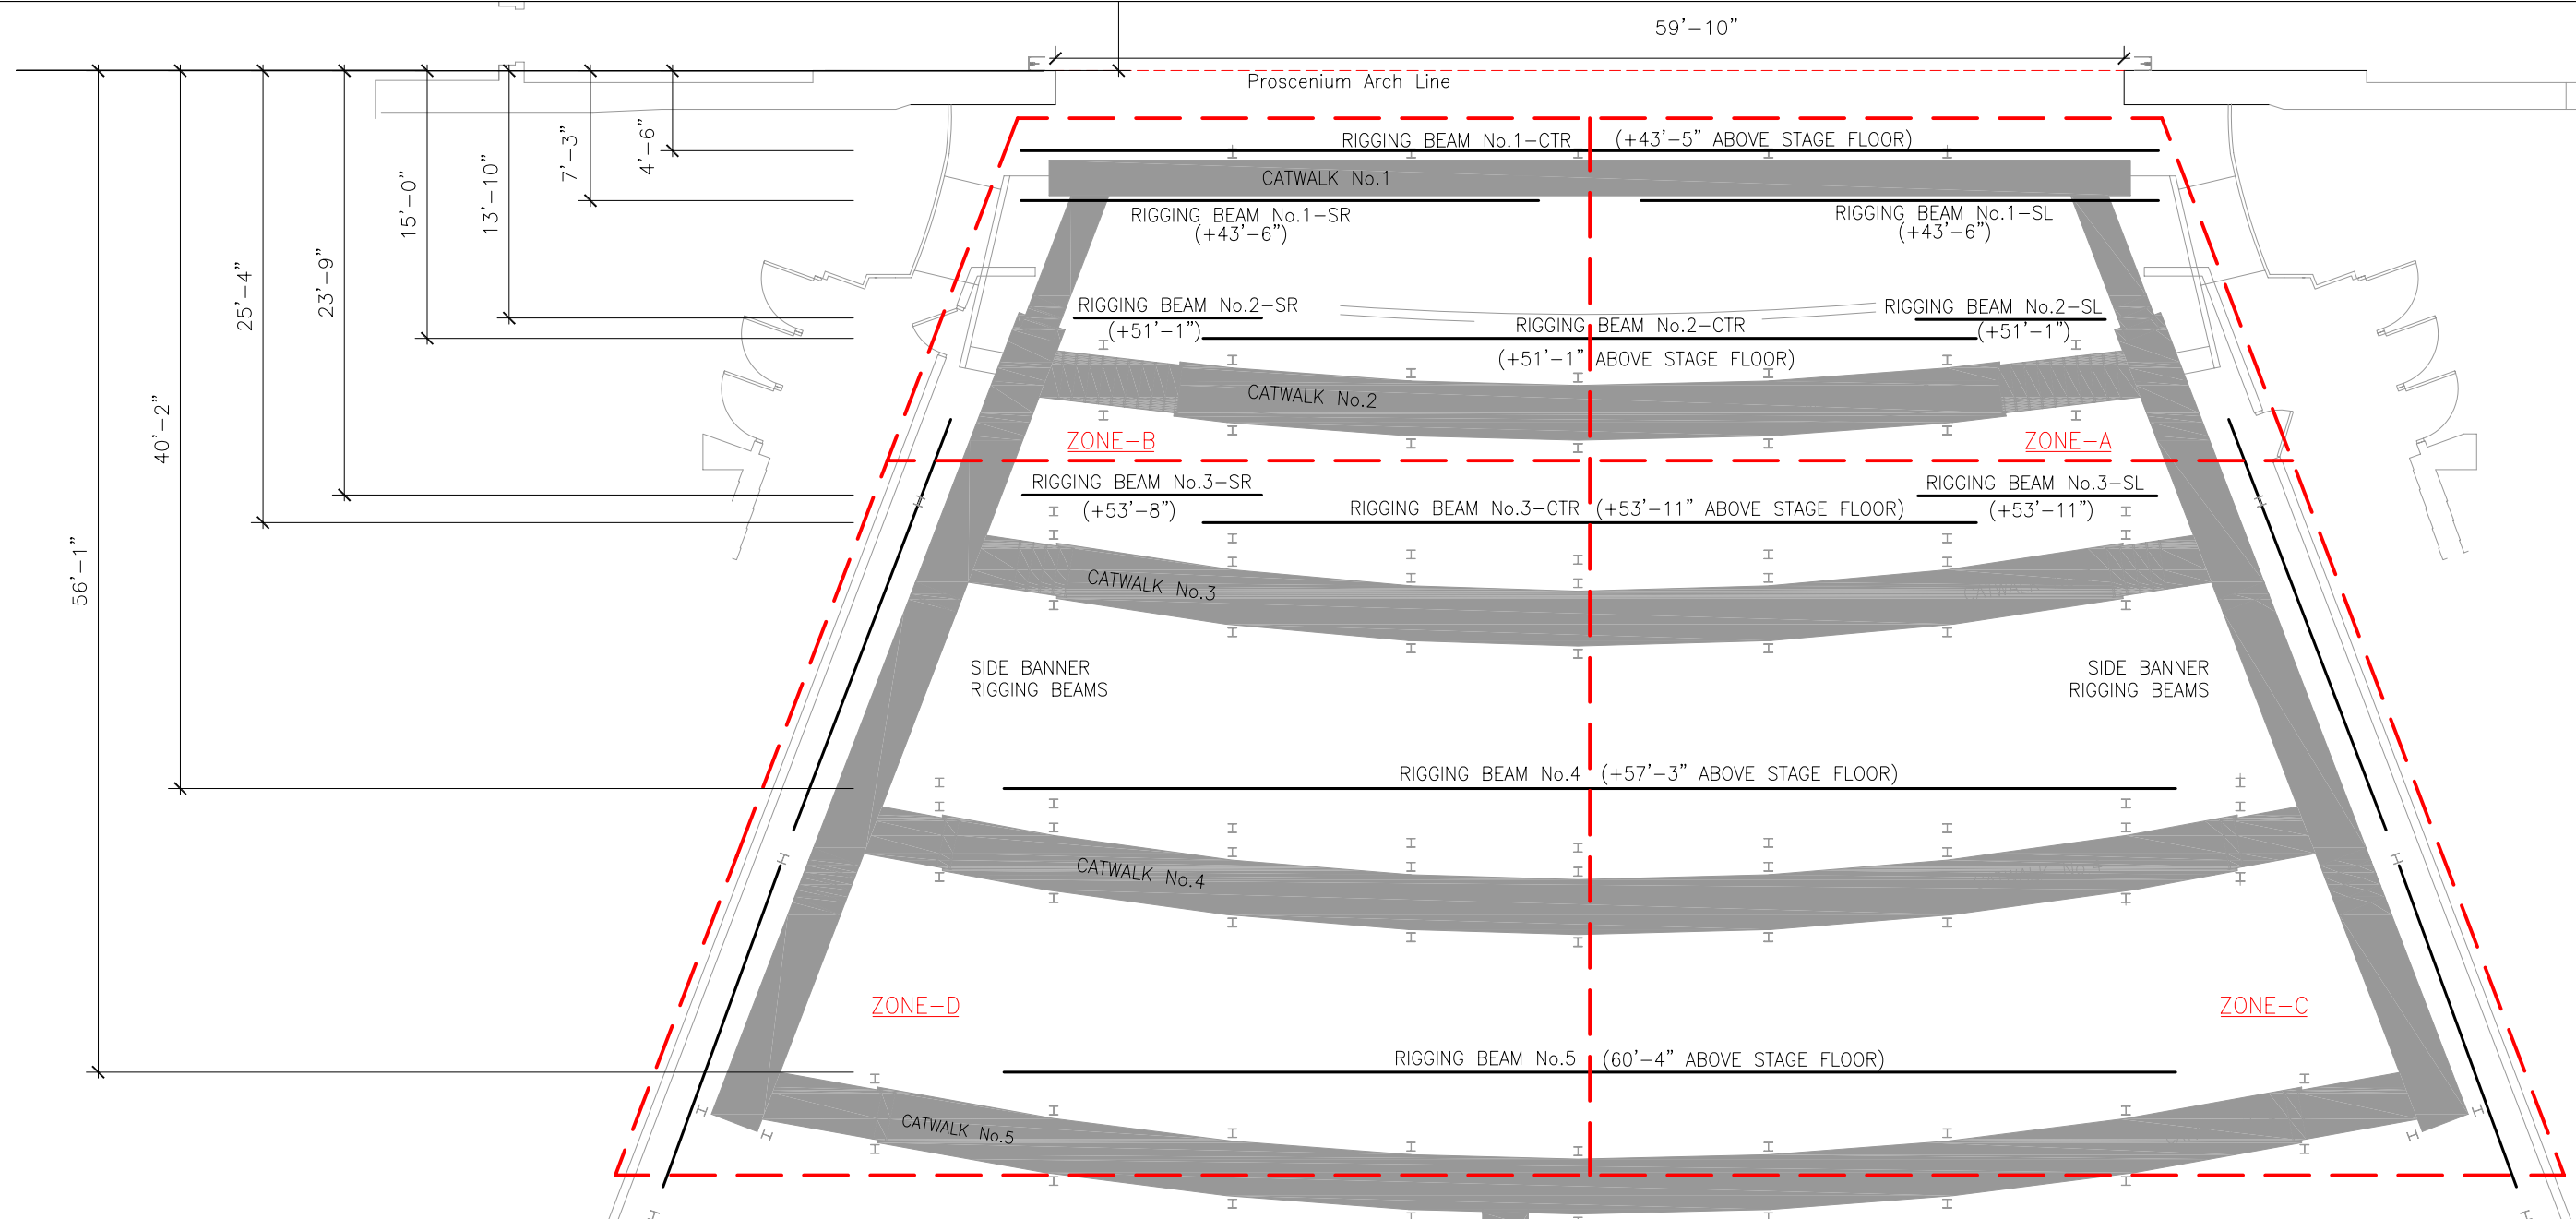 59'-10"
Proscenium Arch Line
RIGGING BEAM No.1-CTR (+43'-5" ABOVE STAGE FLOOR)
4'-6"
7'-3"
13'-10"
15'-0"
23'-9"
25'-4"
40'-2"
56'-1"
CATWALK No.1
RIGGING BEAM No.1-SR
(+43'-6")
RIGGING BEAM No.1-SL
(+43'-6")
RIGGING BEAM No.2-SR
(+51'-1")
RIGGING BEAM No.2-CTR
(+51'-1" ABOVE STAGE FLOOR)
RIGGING BEAM No.2-SL
(+51'-1")
CATWALK No.2
ZONE-B
ZONE-A
RIGGING BEAM No.3-SR
(+53'-8")
RIGGING BEAM No.3-CTR (+53'-11" ABOVE STAGE FLOOR)
RIGGING BEAM No.3-SL
(+53'-11")
CATWALK No.3
SIDE BANNER
RIGGING BEAMS
SIDE BANNER
RIGGING BEAMS
RIGGING BEAM No.4 (+57'-3" ABOVE STAGE FLOOR)
CATWALK No.4
ZONE-D
ZONE-C
RIGGING BEAM No.5 (60'-4" ABOVE STAGE FLOOR)
CATWALK No.5